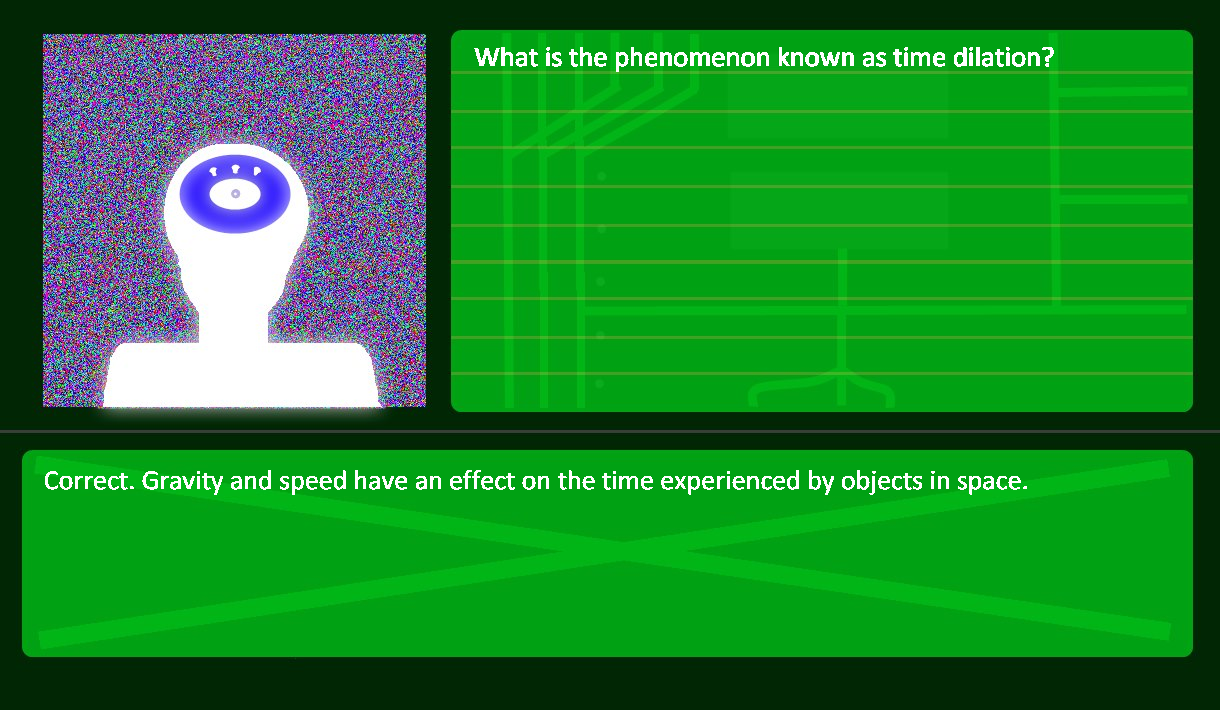 What is the phenomenon known as time dilation?
Correct. Gravity and speed have an effect on the time experienced by objects in space.